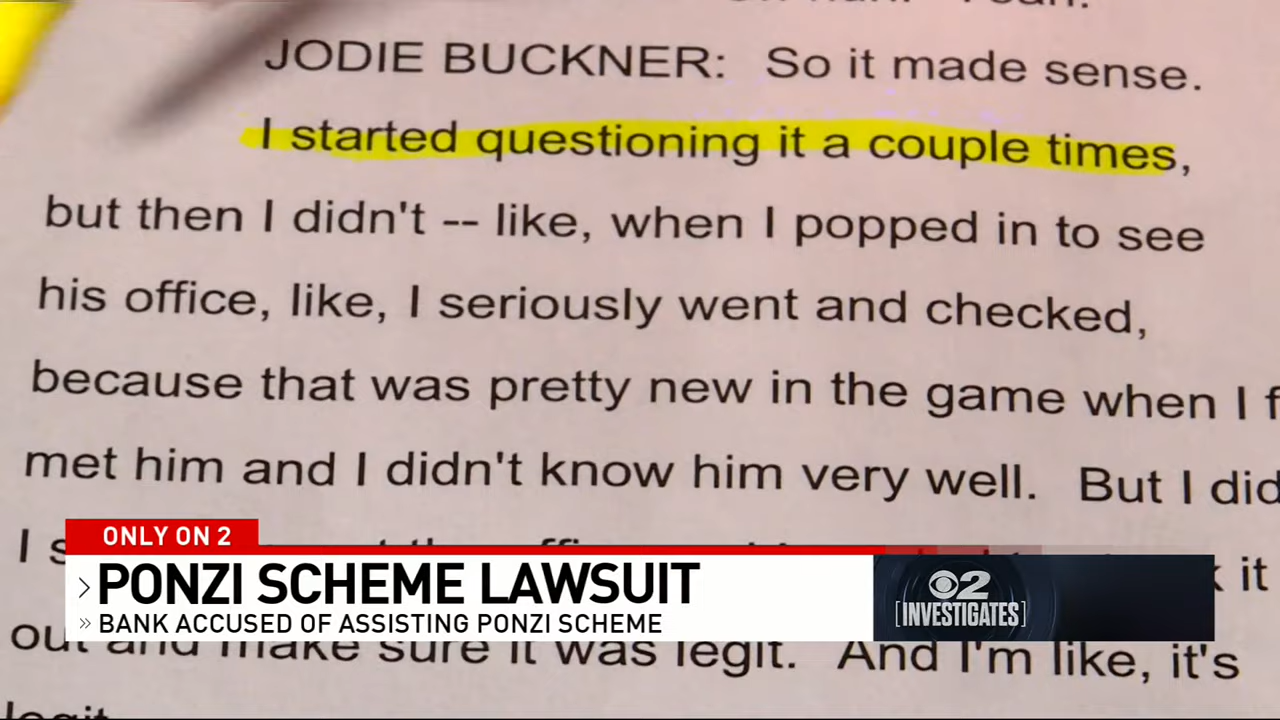 JODIE BUCKNER: So it made sense.
I started questioning it a couple times,
but then I didn't -- like, when I popped in to see
his office, like, I seriously went and checked,
because that was pretty new in the game when I
met him and I didn't know him very well. But I did
I
it
out and make sure it was legit. And I'm like, it's
legit
ONLY ON 2
PONZI SCHEME LAWSUIT
BANK ACCUSED OF ASSISTING PONZI SCHEME
2
[INVESTIGATES]